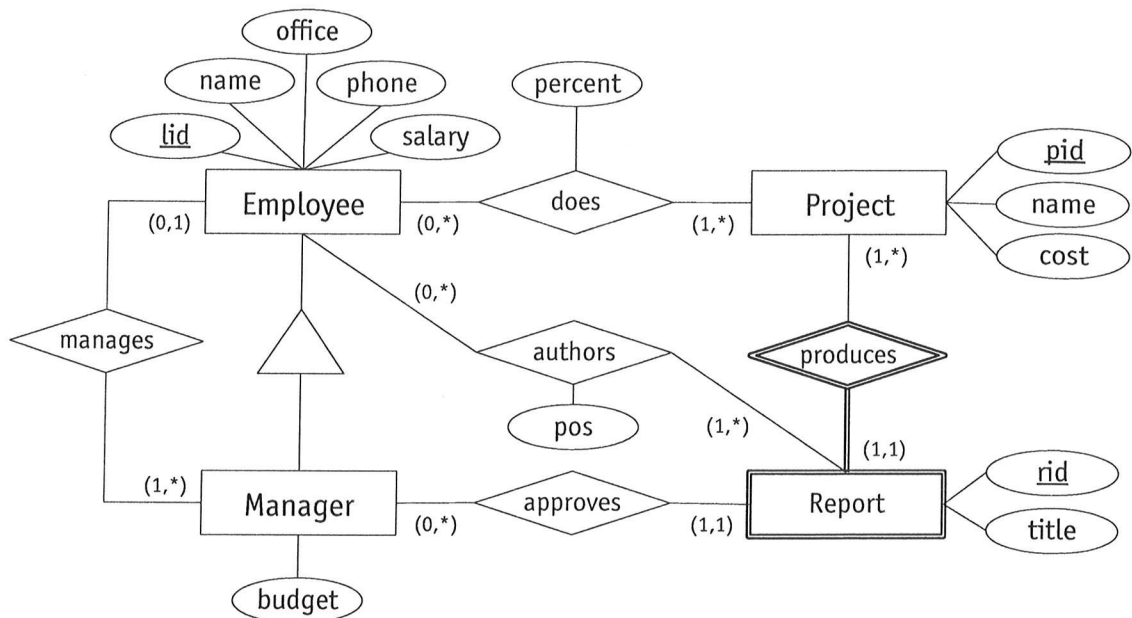 office
name
phone
percent
lid
salary
pid
Employee
does
Project
name
(0,1)
(0,*)
(1,*)
cost
(1,*)
(0,*)
manages
authors
produces
pos
(1,*)
(1,1)
rid
(1,*)
Manager
approves
Report
(0,*)
(1,1)
title
budget